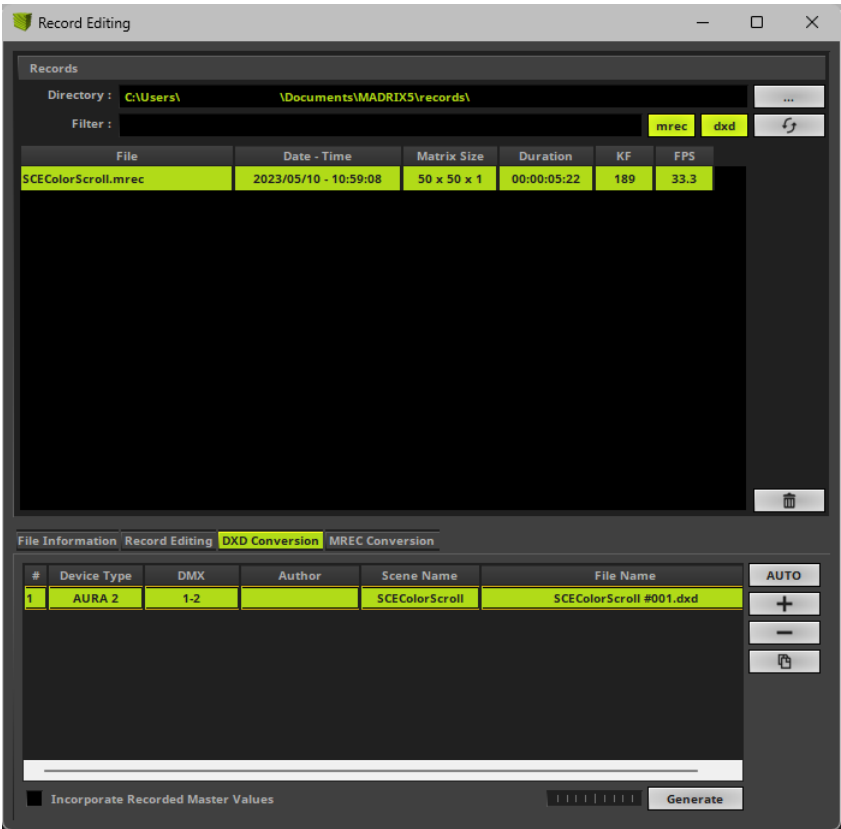 Record Editing
Records
Directory : C:\Users\ \Documents\MADRIX5\records\ ...
Filter : mrec dxd
File Date - Time Matrix Size Duration KF FPS
SCEColorScroll.mrec 2023/05/10 - 10:59:08 50 x 50 x 1 00:00:05:22 189 33.3
File Information Record Editing DXD Conversion MREC Conversion
# Device Type DMX Author Scene Name File Name AUTO
1 AURA 2 1-2 SCEColorScroll SCEColorScroll #001.dxd
Incorporate Recorded Master Values Generate